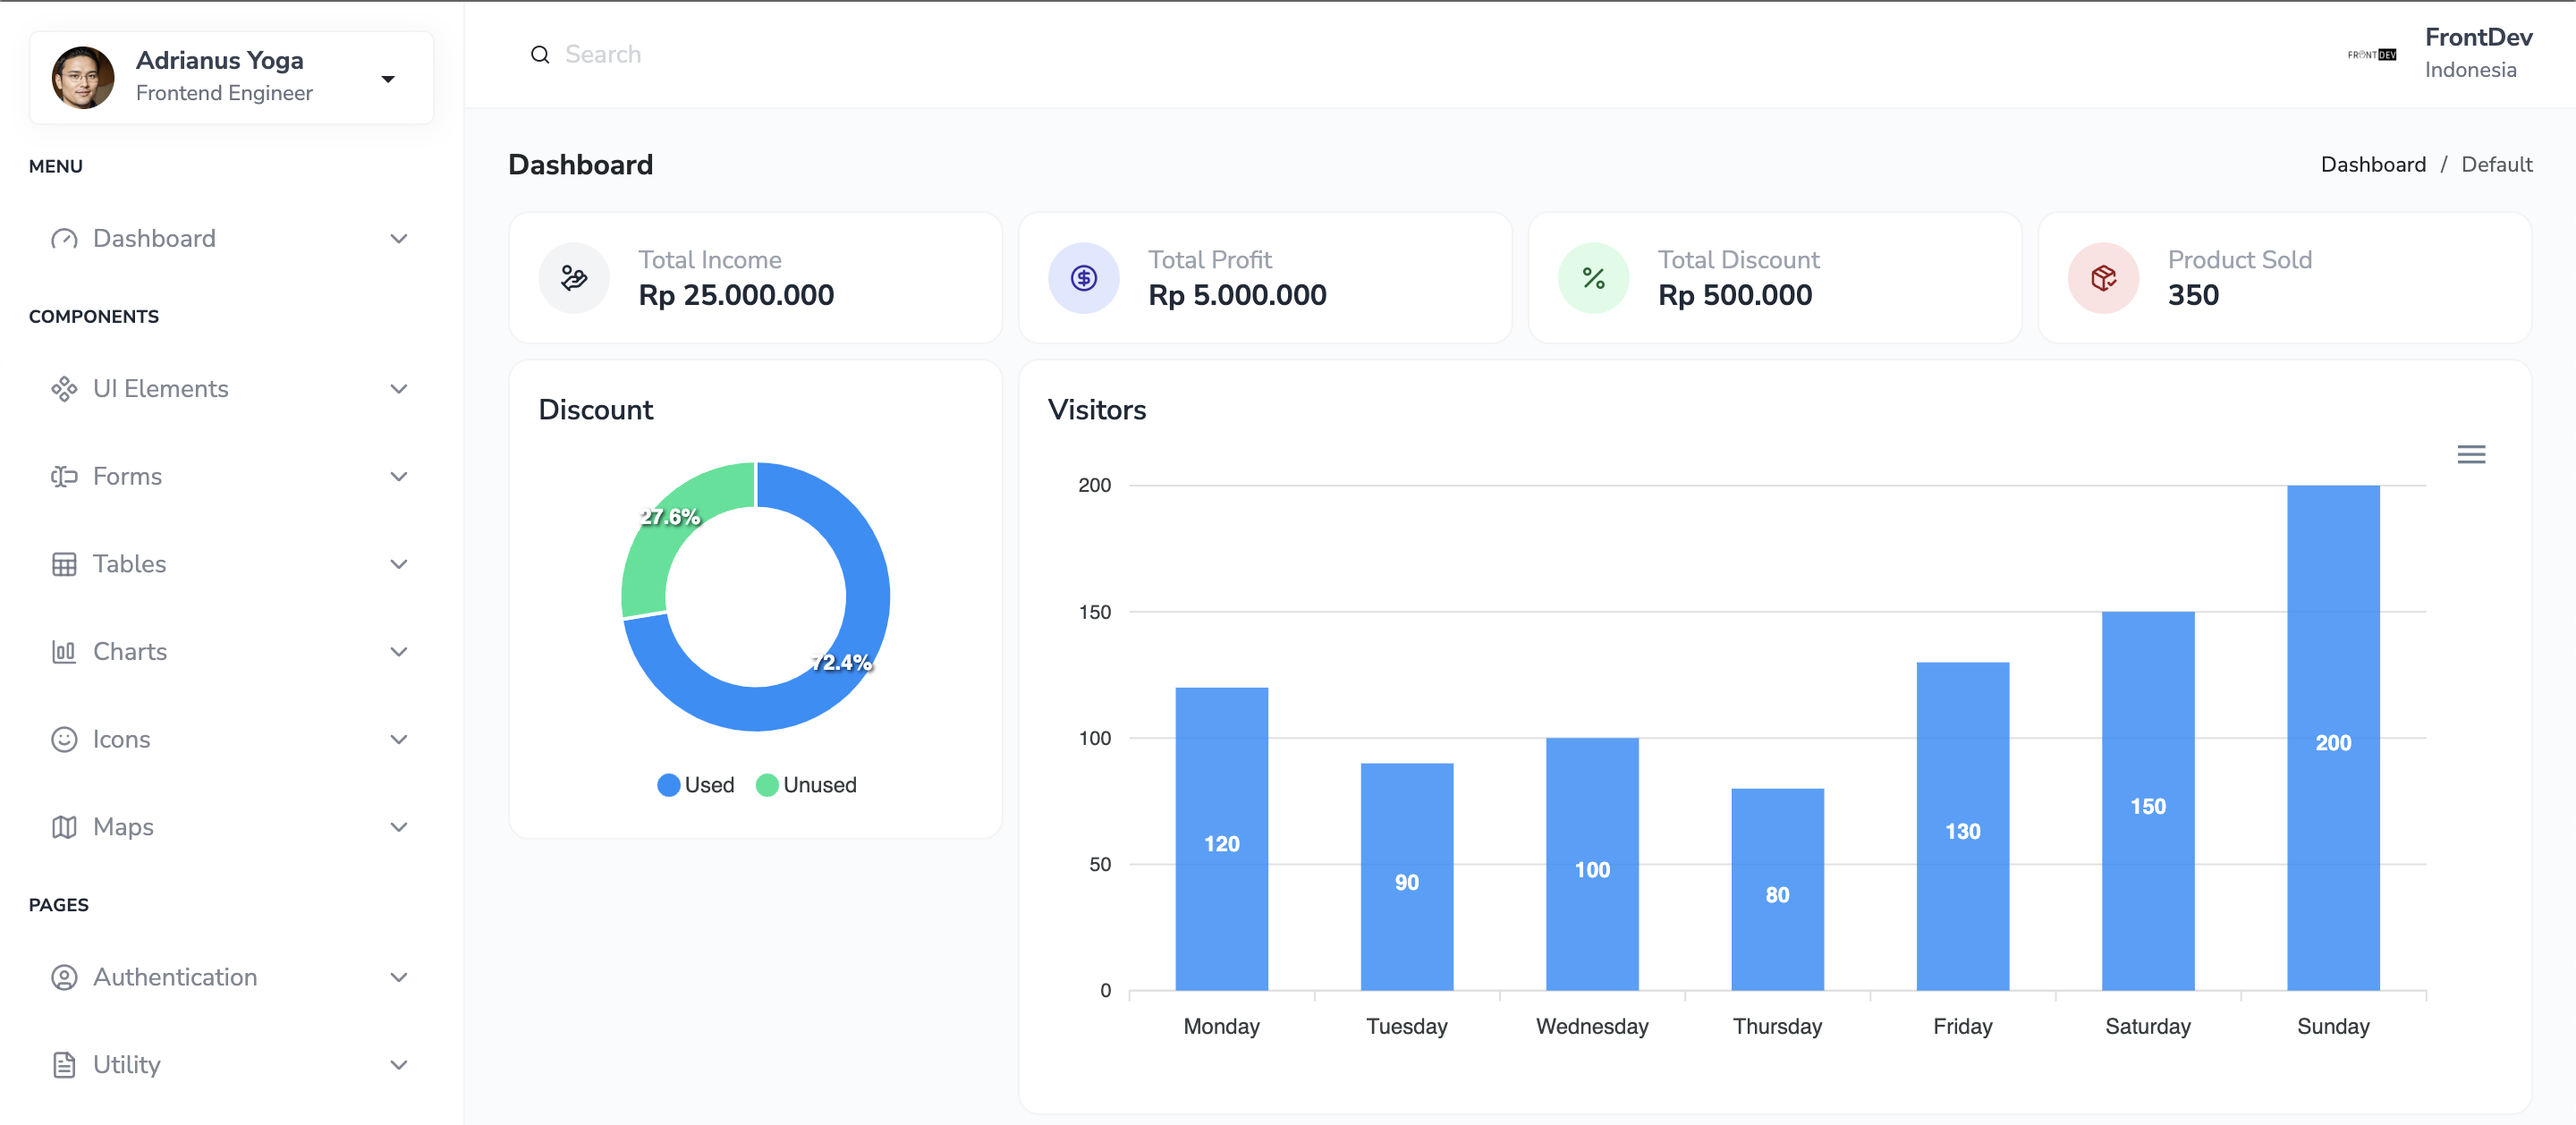 Adrianus Yoga
Frontend Engineer
MENU
Dashboard
COMPONENTS
UI Elements
Forms
Tables
Charts
Icons
Maps
PAGES
Authentication
Utility
Search
FRONTDEV
FrontDev
Indonesia
Dashboard
Dashboard / Default
Total Income
Rp 25.000.000
Total Profit
Rp 5.000.000
Total Discount
Rp 500.000
Product Sold
350
Discount
27.6%
72.4%
Used Unused
Visitors
200
150
100
50
0
120
90
100
80
130
150
200
Monday Tuesday Wednesday Thursday Friday Saturday Sunday